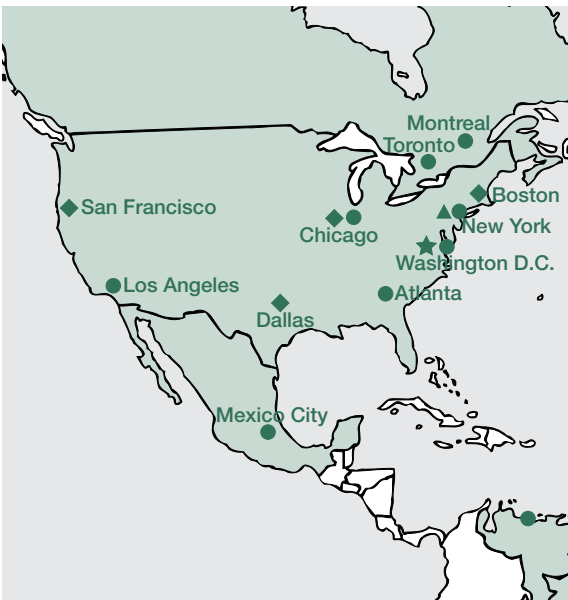 Montreal
Toronto
Boston
San Francisco
New York
Chicago
Washington D.C.
Los Angeles
Atlanta
Dallas
Mexico City